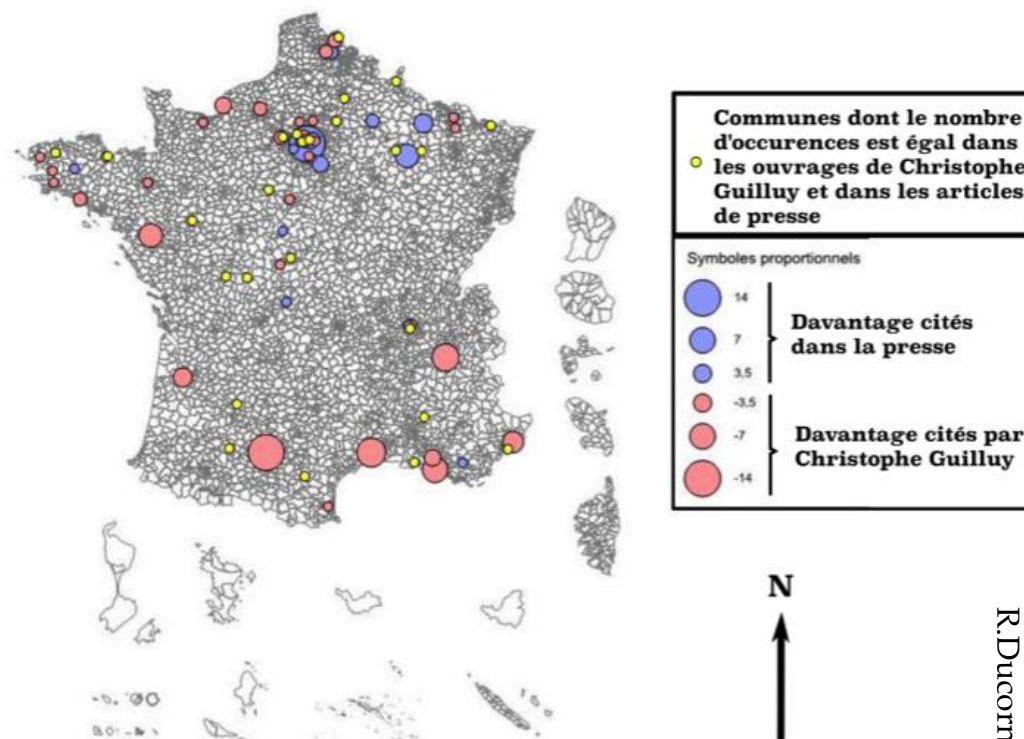 Communes dont le nombre
d'occurences est égal dans
les ouvrages de Christophe
Guilluy et dans les articles
de presse
Symboles proportionnels
14
7
3,5
Davantage cités
dans la presse
-3,5
-7
-14
Davantage cités par
Christophe Guilluy
N
R.Ducorn